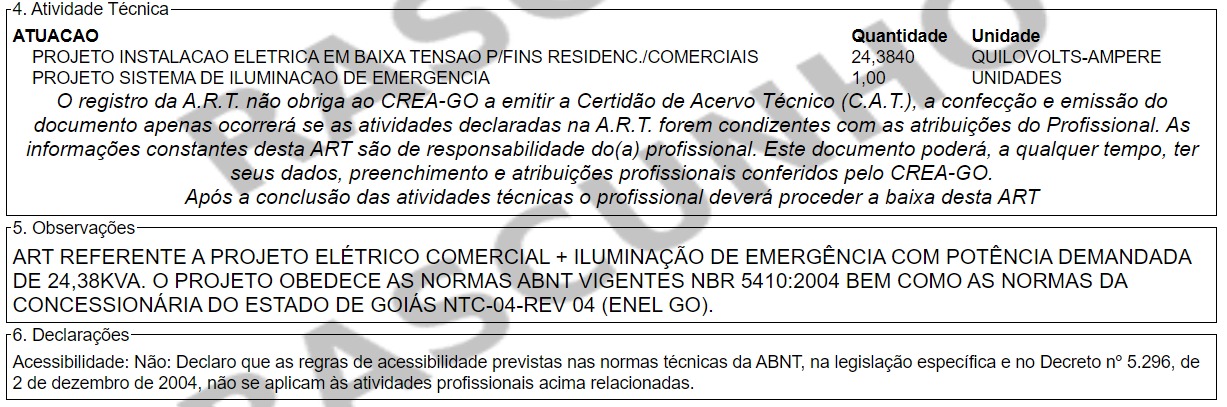 4. Atividade Técnica
ATUACAO Quantidade Unidade
PROJETO INSTALACAO ELETRICA EM BAIXA TENSAO P/FINS RESIDENC./COMERCIAIS 24,3840 QUILOVOLTS-AMPERE
PROJETO SISTEMA DE ILUMINACAO DE EMERGENCIA 1,00 UNIDADES
O registro da A.R.T. não obriga ao CREA-GO a emitir a Certidão de Acervo Técnico (C.A.T.), a confecção e emissão do
documento apenas ocorrerá se as atividades declaradas na A.R.T. forem condizentes com as atribuições do Profissional. As
informações constantes desta ART são de responsabilidade do(a) profissional. Este documento poderá, a qualquer tempo, ter
seus dados, preenchimento e atribuições profissionais conferidos pelo CREA-GO.
Após a conclusão das atividades técnicas o profissional deverá proceder a baixa desta ART
5. Observações
ART REFERENTE A PROJETO ELÉTRICO COMERCIAL + ILUMINAÇÃO DE EMERGÊNCIA COM POTÊNCIA DEMANDADA
DE 24,38KVA. O PROJETO OBEDECE AS NORMAS ABNT VIGENTES NBR 5410:2004 BEM COMO AS NORMAS DA
CONCESSIONÁRIA DO ESTADO DE GOIÁS NTC-04-REV 04 (ENEL GO).
6. Declarações
Acessibilidade: Não: Declaro que as regras de acessibilidade previstas nas normas técnicas da ABNT, na legislação específica e no Decreto nº 5.296, de
2 de dezembro de 2004, não se aplicam às atividades profissionais acima relacionadas.
RASCUNHO